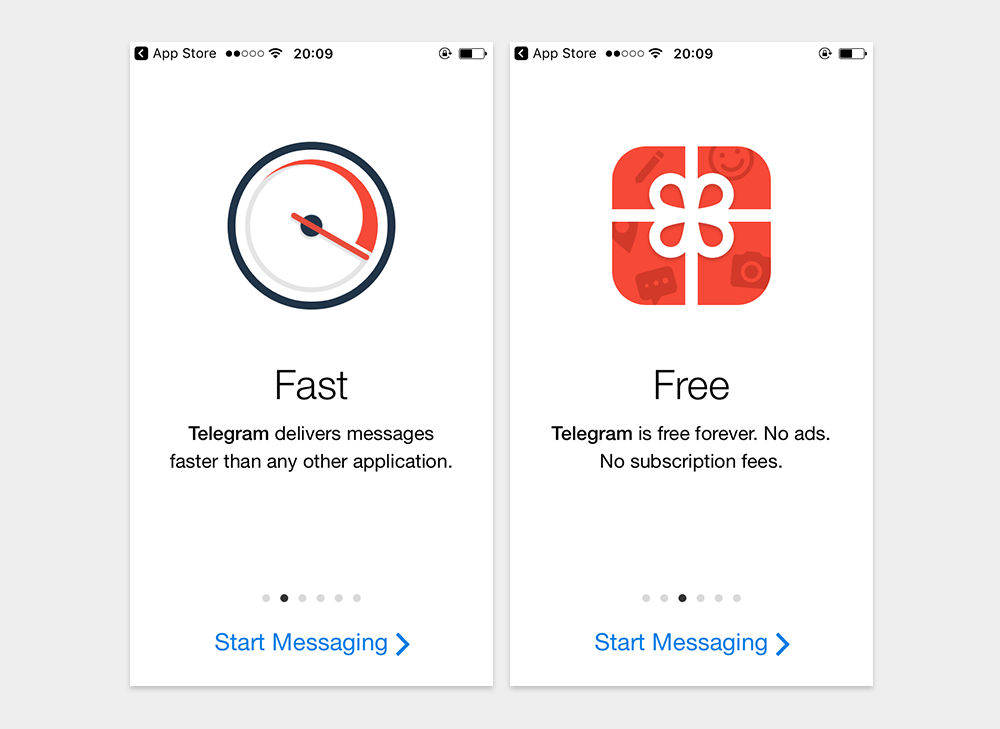 App Store 20:09
Fast
Telegram delivers messages
faster than any other application.
Start Messaging
App Store 20:09
Free
Telegram is free forever. No ads.
No subscription fees.
Start Messaging